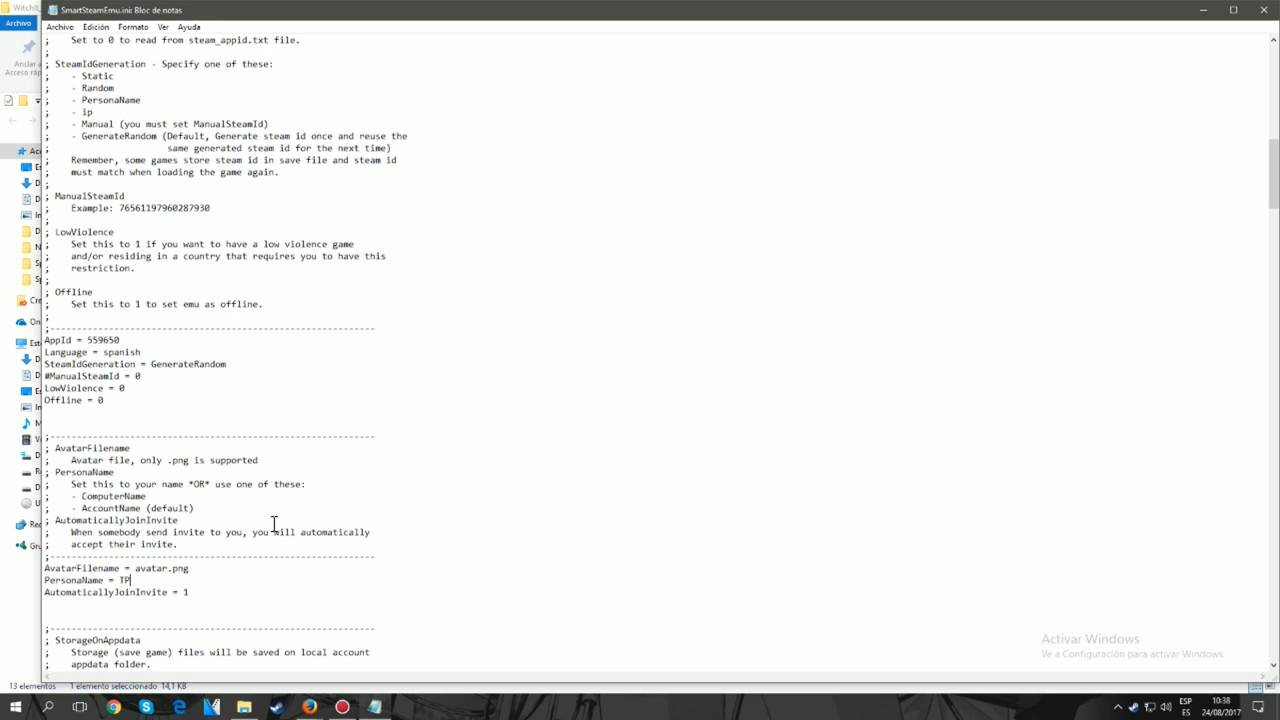 WitchIt
SmartSteamEmu.ini: Bloc de notas
Archivo
Archivo Edición Formato Ver Ayuda
; Set to 0 to read from steam_appid.txt file.
;
; SteamIdGeneration - Specify one of these:
; - Static
; - Random
; - PersonaName
; - ip
; - Manual (you must set ManualSteamId)
; - GenerateRandom (Default, Generate steam id once and reuse the
; same generated steam id for the next time)
; Remember, some games store steam id in save file and steam id
; must match when loading the game again.
;
; ManualSteamId
; Example: 76561197960287930
;
; LowViolence
; Set this to 1 if you want to have a low violence game
; and/or residing in a country that requires you to have this
; restriction.
;
; Offline
; Set this to 1 to set emu as offline.
;
;--------------------------------------------------------------
AppId = 559650
Language = spanish
SteamIdGeneration = GenerateRandom
#ManualSteamId = 0
LowViolence = 0
Offline = 0
;--------------------------------------------------------------
; AvatarFilename
; Avatar file, only .png is supported
; PersonaName
; Set this to your name *OR* use one of these:
; - ComputerName
; - AccountName (default)
; AutomaticallyJoinInvite
; When somebody send invite to you, you will automatically
; accept their invite.
;--------------------------------------------------------------
AvatarFilename = avatar.png
PersonaName = TP
AutomaticallyJoinInvite = 1
;--------------------------------------------------------------
; StorageOnAppdata
; Storage (save game) files will be saved on local account
; appdata folder.
Anclar a
Acceso ráp
Activar Windows
Ve a Configuración para activar Windows.
13 elementos 1 elemento seleccionado 14,1 KB
ESP
ES
10:38
24/08/2017